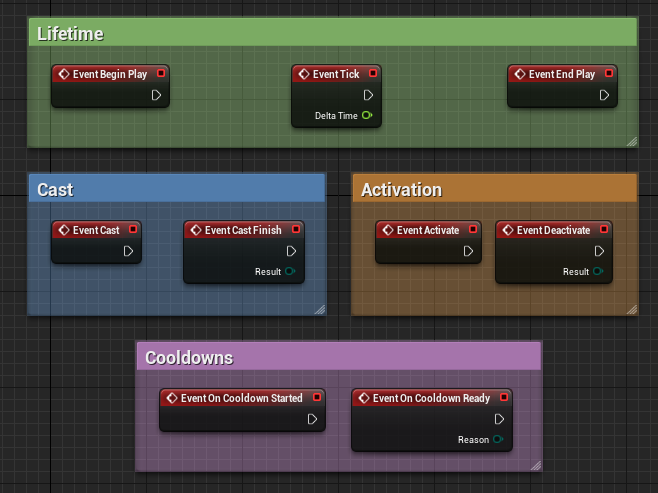 Lifetime
Event Begin Play
Event Tick
Delta Time
Event End Play
Cast
Event Cast
Event Cast Finish
Result
Activation
Event Activate
Event Deactivate
Result
Cooldowns
Event On Cooldown Started
Event On Cooldown Ready
Reason